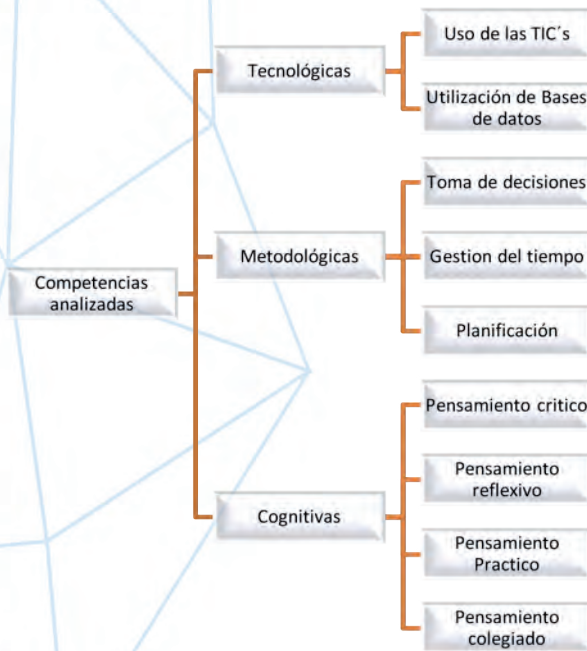 Competencias
analizadas
Tecnológicas
Uso de las TIC´s
Utilización de Bases
de datos
Metodológicas
Toma de decisiones
Gestion del tiempo
Planificación
Cognitivas
Pensamiento critico
Pensamiento
reflexivo
Pensamiento
Practico
Pensamiento
colegiado